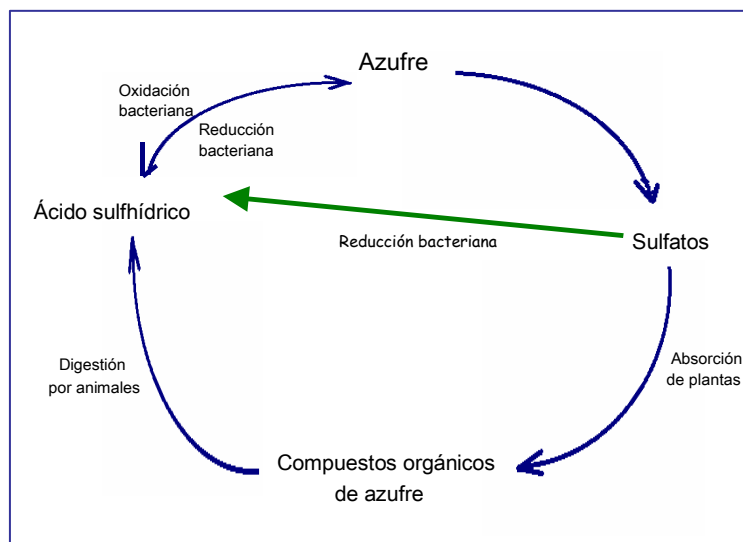 Azufre
Oxidación
bacteriana
Reducción
bacteriana
Ácido sulfhídrico
Reducción bacteriana
Sulfatos
Digestión
por animales
Absorción
de plantas
Compuestos orgánicos
de azufre